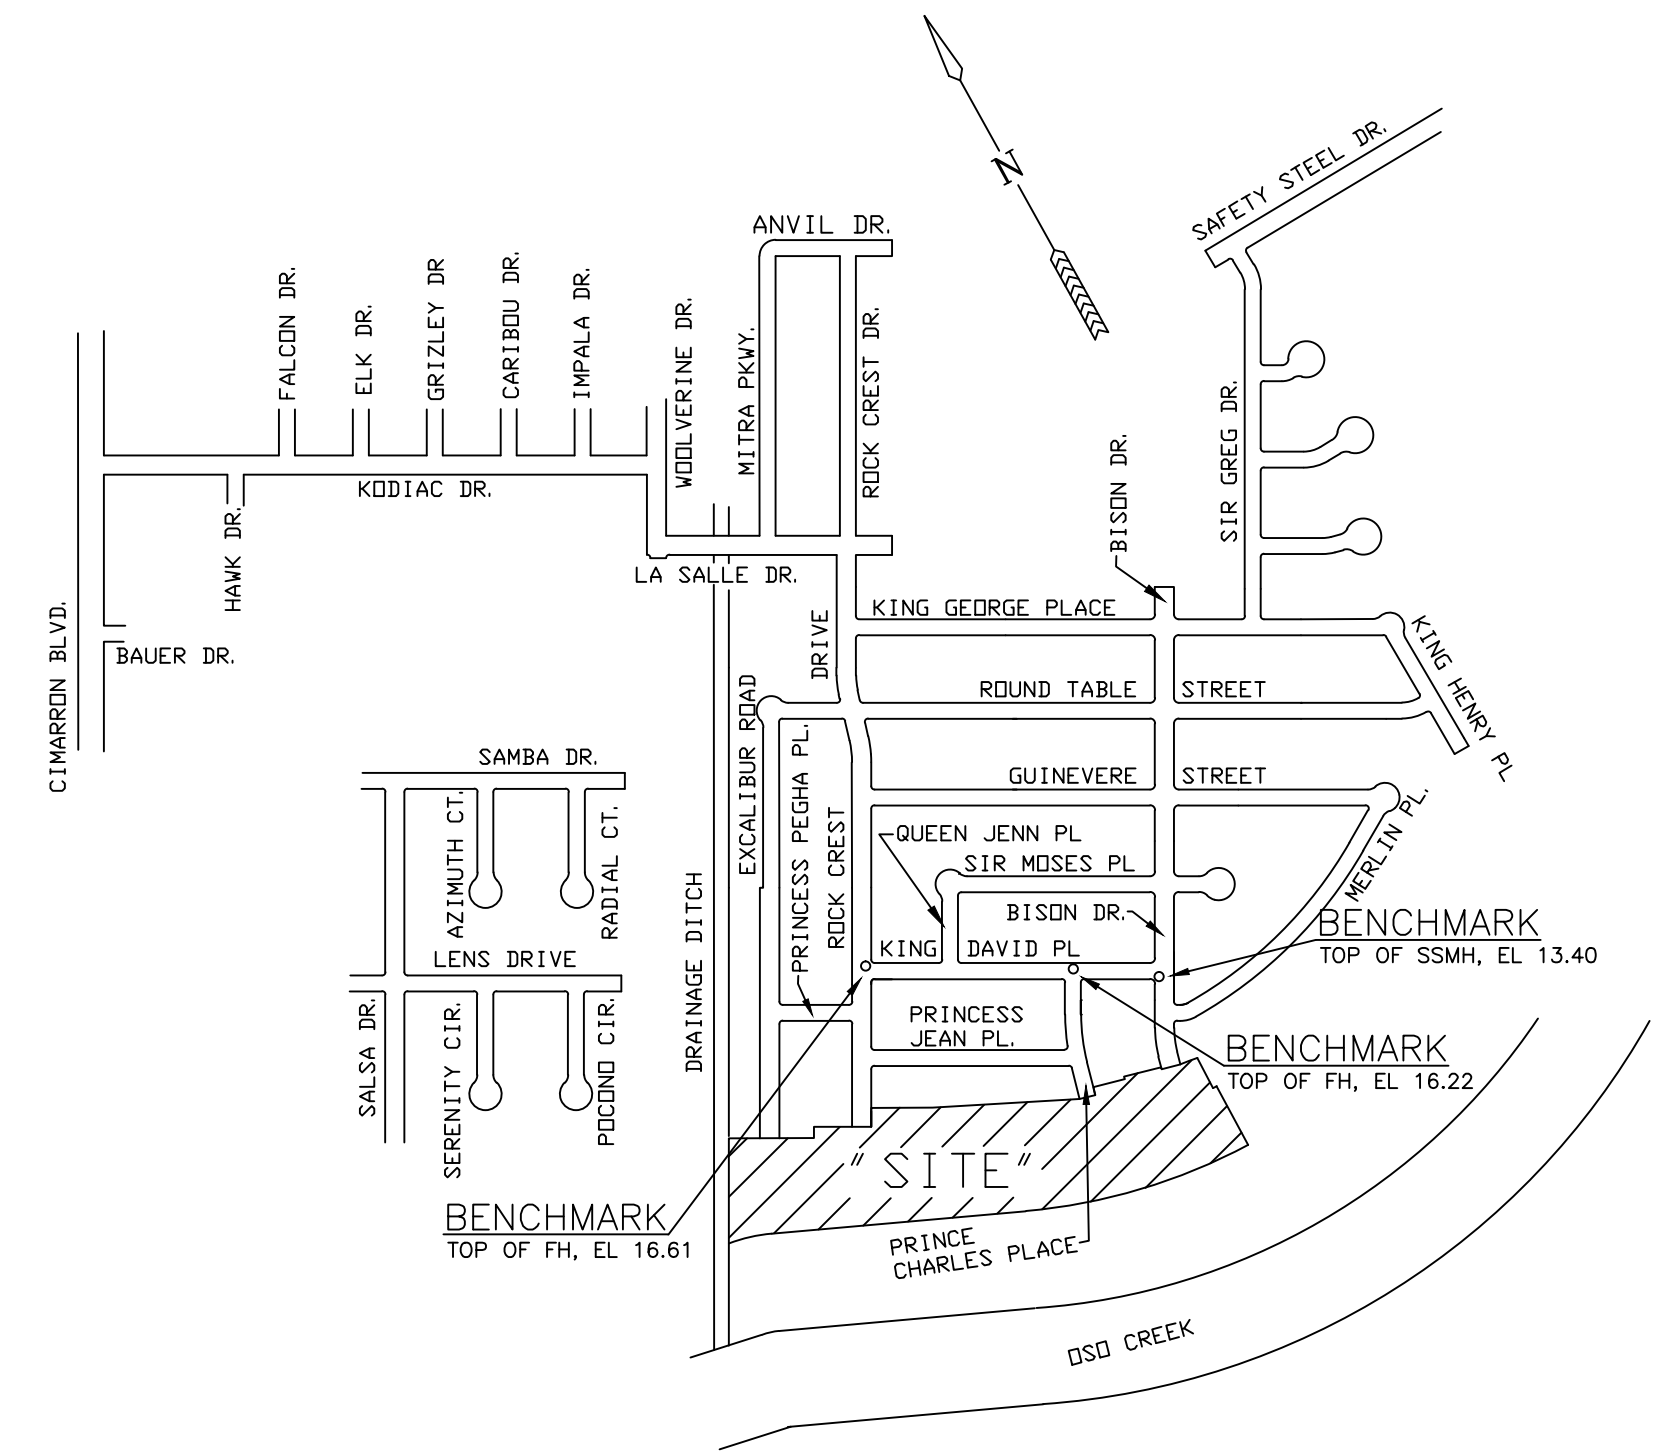 N
SAFETY STEEL DR.
ANVIL DR.
FALCON DR.
ELK DR.
GRIZLEY DR
CARIBOU DR.
IMPALA DR.
WOOLVERINE DR.
MITRA PKWY.
ROCK CREST DR.
SIR GREG DR.
BISON DR.
KODIAC DR.
HAWK DR.
LA SALLE DR.
CIMARRON BLVD.
BAUER DR.
KING GEORGE PLACE
KING HENRY PL
DRIVE
ROUND TABLE STREET
EXCALIBUR ROAD
PRINCESS PEGHA PL.
ROCK CREST
GUINEVERE STREET
MERLIN PL.
SAMBA DR.
AZIMUTH CT.
RADIAL CT.
QUEEN JENN PL
SIR MOSES PL
BISON DR.
KING DAVID PL
BENCHMARK
TOP OF SSMH, EL 13.40
DRAINAGE DITCH
LENS DRIVE
SALSA DR.
SERENITY CIR.
POCONO CIR.
PRINCESS
JEAN PL.
BENCHMARK
TOP OF FH, EL 16.22
"SITE"
BENCHMARK
TOP OF FH, EL 16.61
PRINCE
CHARLES PLACE
OSO CREEK